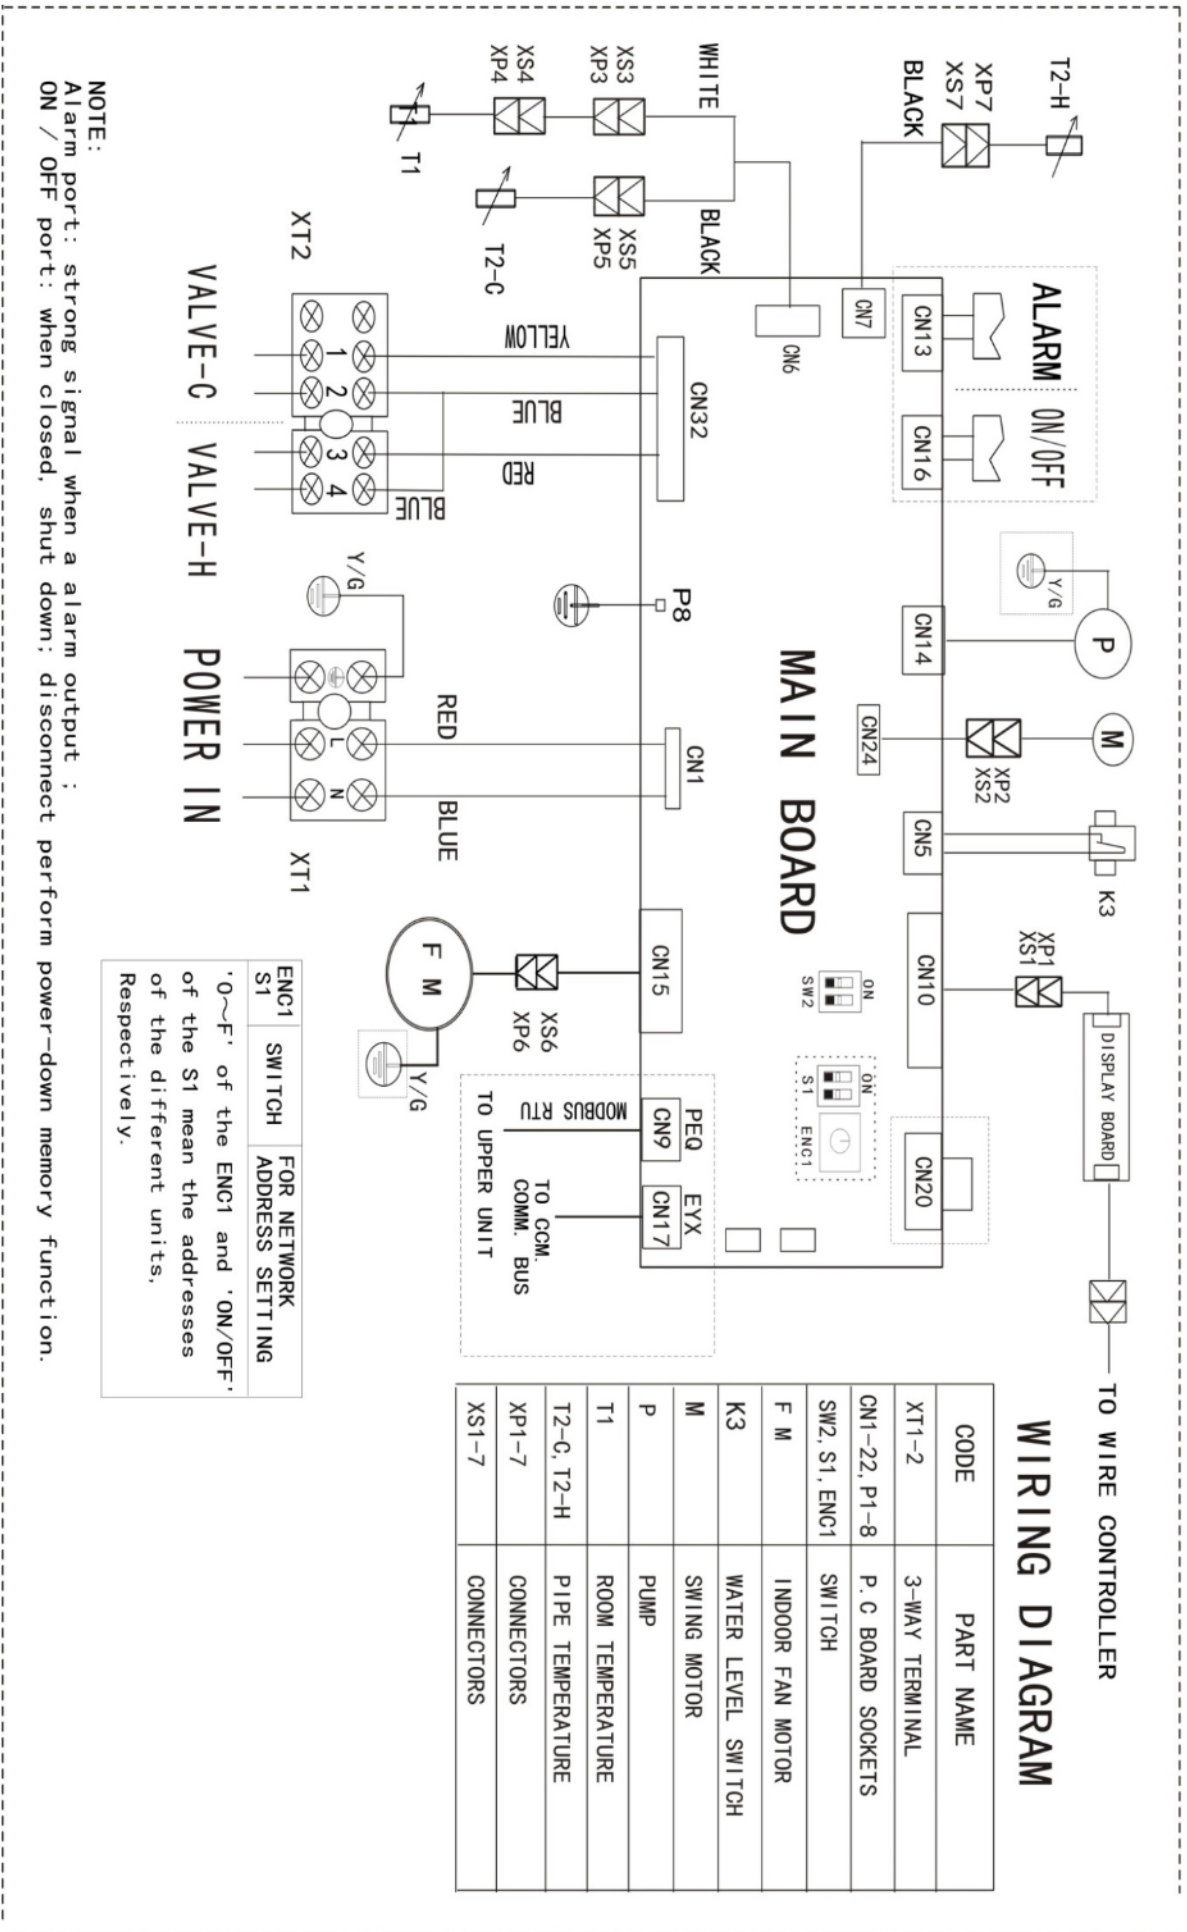 WIRING DIAGRAM
T2-H
XP7
XS7
BLACK
WHITE
XS3
XP3
XS4
XP4
T1
T1
BLACK
XS5
XP5
T2-C
ALARM
ON/OFF
CN13
CN16
CN7
CN6
Y/G
P
CN14
M
XP2
XS2
CN24
K3
CN5
XP1
XS1
CN10
DISPLAY BOARD
TO WIRE CONTROLLER
CN20
MAIN BOARD
ON
SW2
ON
S1
ENC1
CN32
YELLOW
BLUE
RED
BLUE
XT2
1
2
3
4
VALVE-C
VALVE-H
P8
CN1
RED
BLUE
Y/G
L
N
XT1
POWER IN
CN15
XS6
XP6
F M
Y/G
PEQ
CN9
MODBUS RTU
TO UPPER UNIT
EYX
CN17
TO CCM.
COMM. BUS
CODE PART NAME
XT1-2 3-WAY TERMINAL
CN1-22, P1-8 P.C BOARD SOCKETS
SW2, S1, ENC1 SWITCH
F M INDOOR FAN MOTOR
K3 WATER LEVEL SWITCH
M SWING MOTOR
P PUMP
T1 ROOM TEMPERATURE
T2-C, T2-H PIPE TEMPERATURE
XP1-7 CONNECTORS
XS1-7 CONNECTORS
ENC1
S1
SWITCH
FOR NETWORK
ADDRESS SETTING
'0～F' of the ENC1 and 'ON/OFF'
of the S1 mean the addresses
of the different units,
Respectively.
NOTE:
Alarm port: strong signal when a alarm output ;
ON / OFF port: when closed, shut down; disconnect perform power-down memory function.